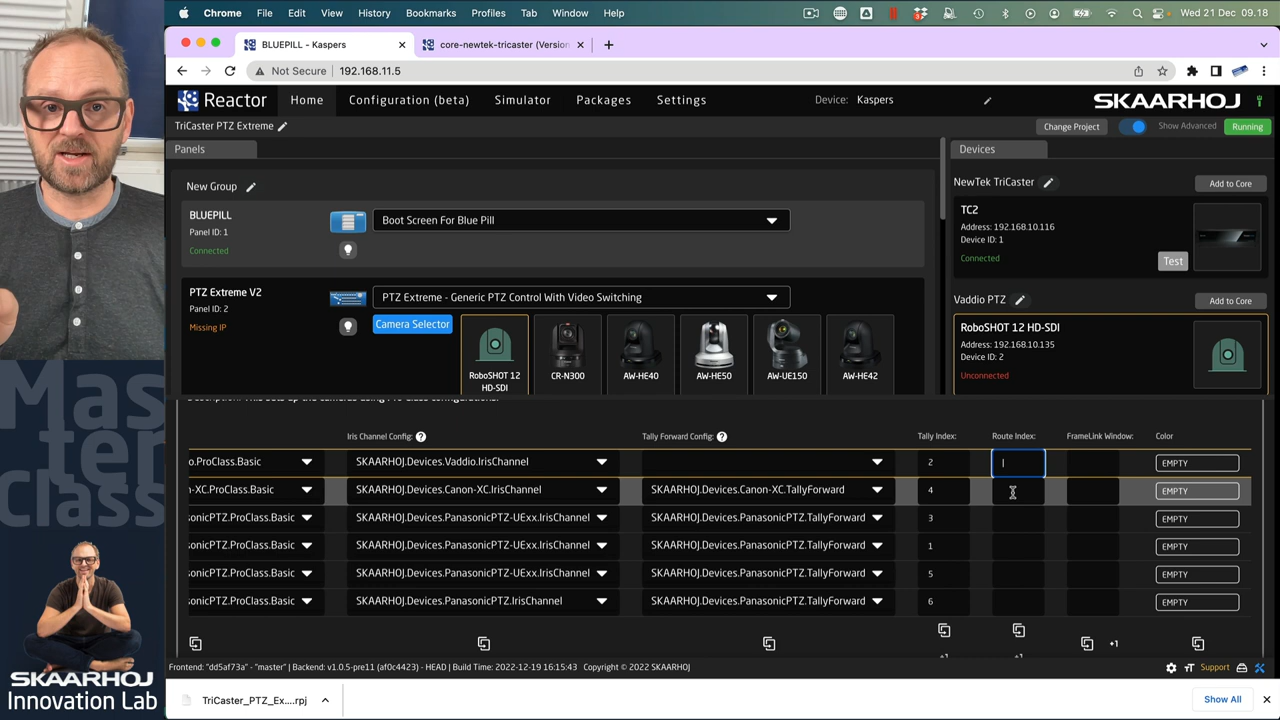 Chrome File Edit View History Bookmarks Profiles Tab Window Help Wed 21 Dec 09.18
BLUEPILL - Kaspers
core-newtek-tricaster (Version
Not Secure 192.168.11.5
Reactor Home Configuration (beta) Simulator Packages Settings Device: Kaspers SKAARHOJ
TriCaster PTZ Extreme Change Project Show Advanced Running
Panels
Devices
New Group
NewTek TriCaster Add to Core
BLUEPILL
Panel ID: 1
Connected
Boot Screen For Blue Pill
TC2
Address: 192.168.10.116
Device ID: 1
Connected
Test
PTZ Extreme V2
Panel ID: 2
Missing IP
PTZ Extreme - Generic PTZ Control With Video Switching
Camera Selector
RoboSHOT 12
HD-SDI
CR-N300
AW-HE40
AW-HE50
AW-UE150
AW-HE42
Vaddio PTZ Add to Core
RoboSHOT 12 HD-SDI
Address: 192.168.10.135
Device ID: 2
Unconnected
Iris Channel Config: Tally Forward Config: Tally Index: Route Index: FrameLink Window: Color
o.ProClass.Basic SKAARHOJ.Devices.Vaddio.IrisChannel 2 EMPTY
n-XC.ProClass.Basic SKAARHOJ.Devices.Canon-XC.IrisChannel SKAARHOJ.Devices.Canon-XC.TallyForward 4 EMPTY
sonicPTZ.ProClass.Basic SKAARHOJ.Devices.PanasonicPTZ-UExx.IrisChannel SKAARHOJ.Devices.PanasonicPTZ.TallyForward 3 EMPTY
sonicPTZ.ProClass.Basic SKAARHOJ.Devices.PanasonicPTZ-UExx.IrisChannel SKAARHOJ.Devices.PanasonicPTZ.TallyForward 1 EMPTY
sonicPTZ.ProClass.Basic SKAARHOJ.Devices.PanasonicPTZ-UExx.IrisChannel SKAARHOJ.Devices.PanasonicPTZ.TallyForward 5 EMPTY
sonicPTZ.ProClass.Basic SKAARHOJ.Devices.PanasonicPTZ.IrisChannel SKAARHOJ.Devices.PanasonicPTZ.TallyForward 6 EMPTY
+1
Frontend: "dd5af73a" - "master" | Backend: v1.0.5-pre11 (af0c4423) - HEAD | Build Time: 2022-12-19 16:15:43 Copyright © 2022 SKAARHOJ Support
TriCaster_PTZ_Ex....rpj Show All
Mas
ter
Class
SKAARHOJ
Innovation Lab